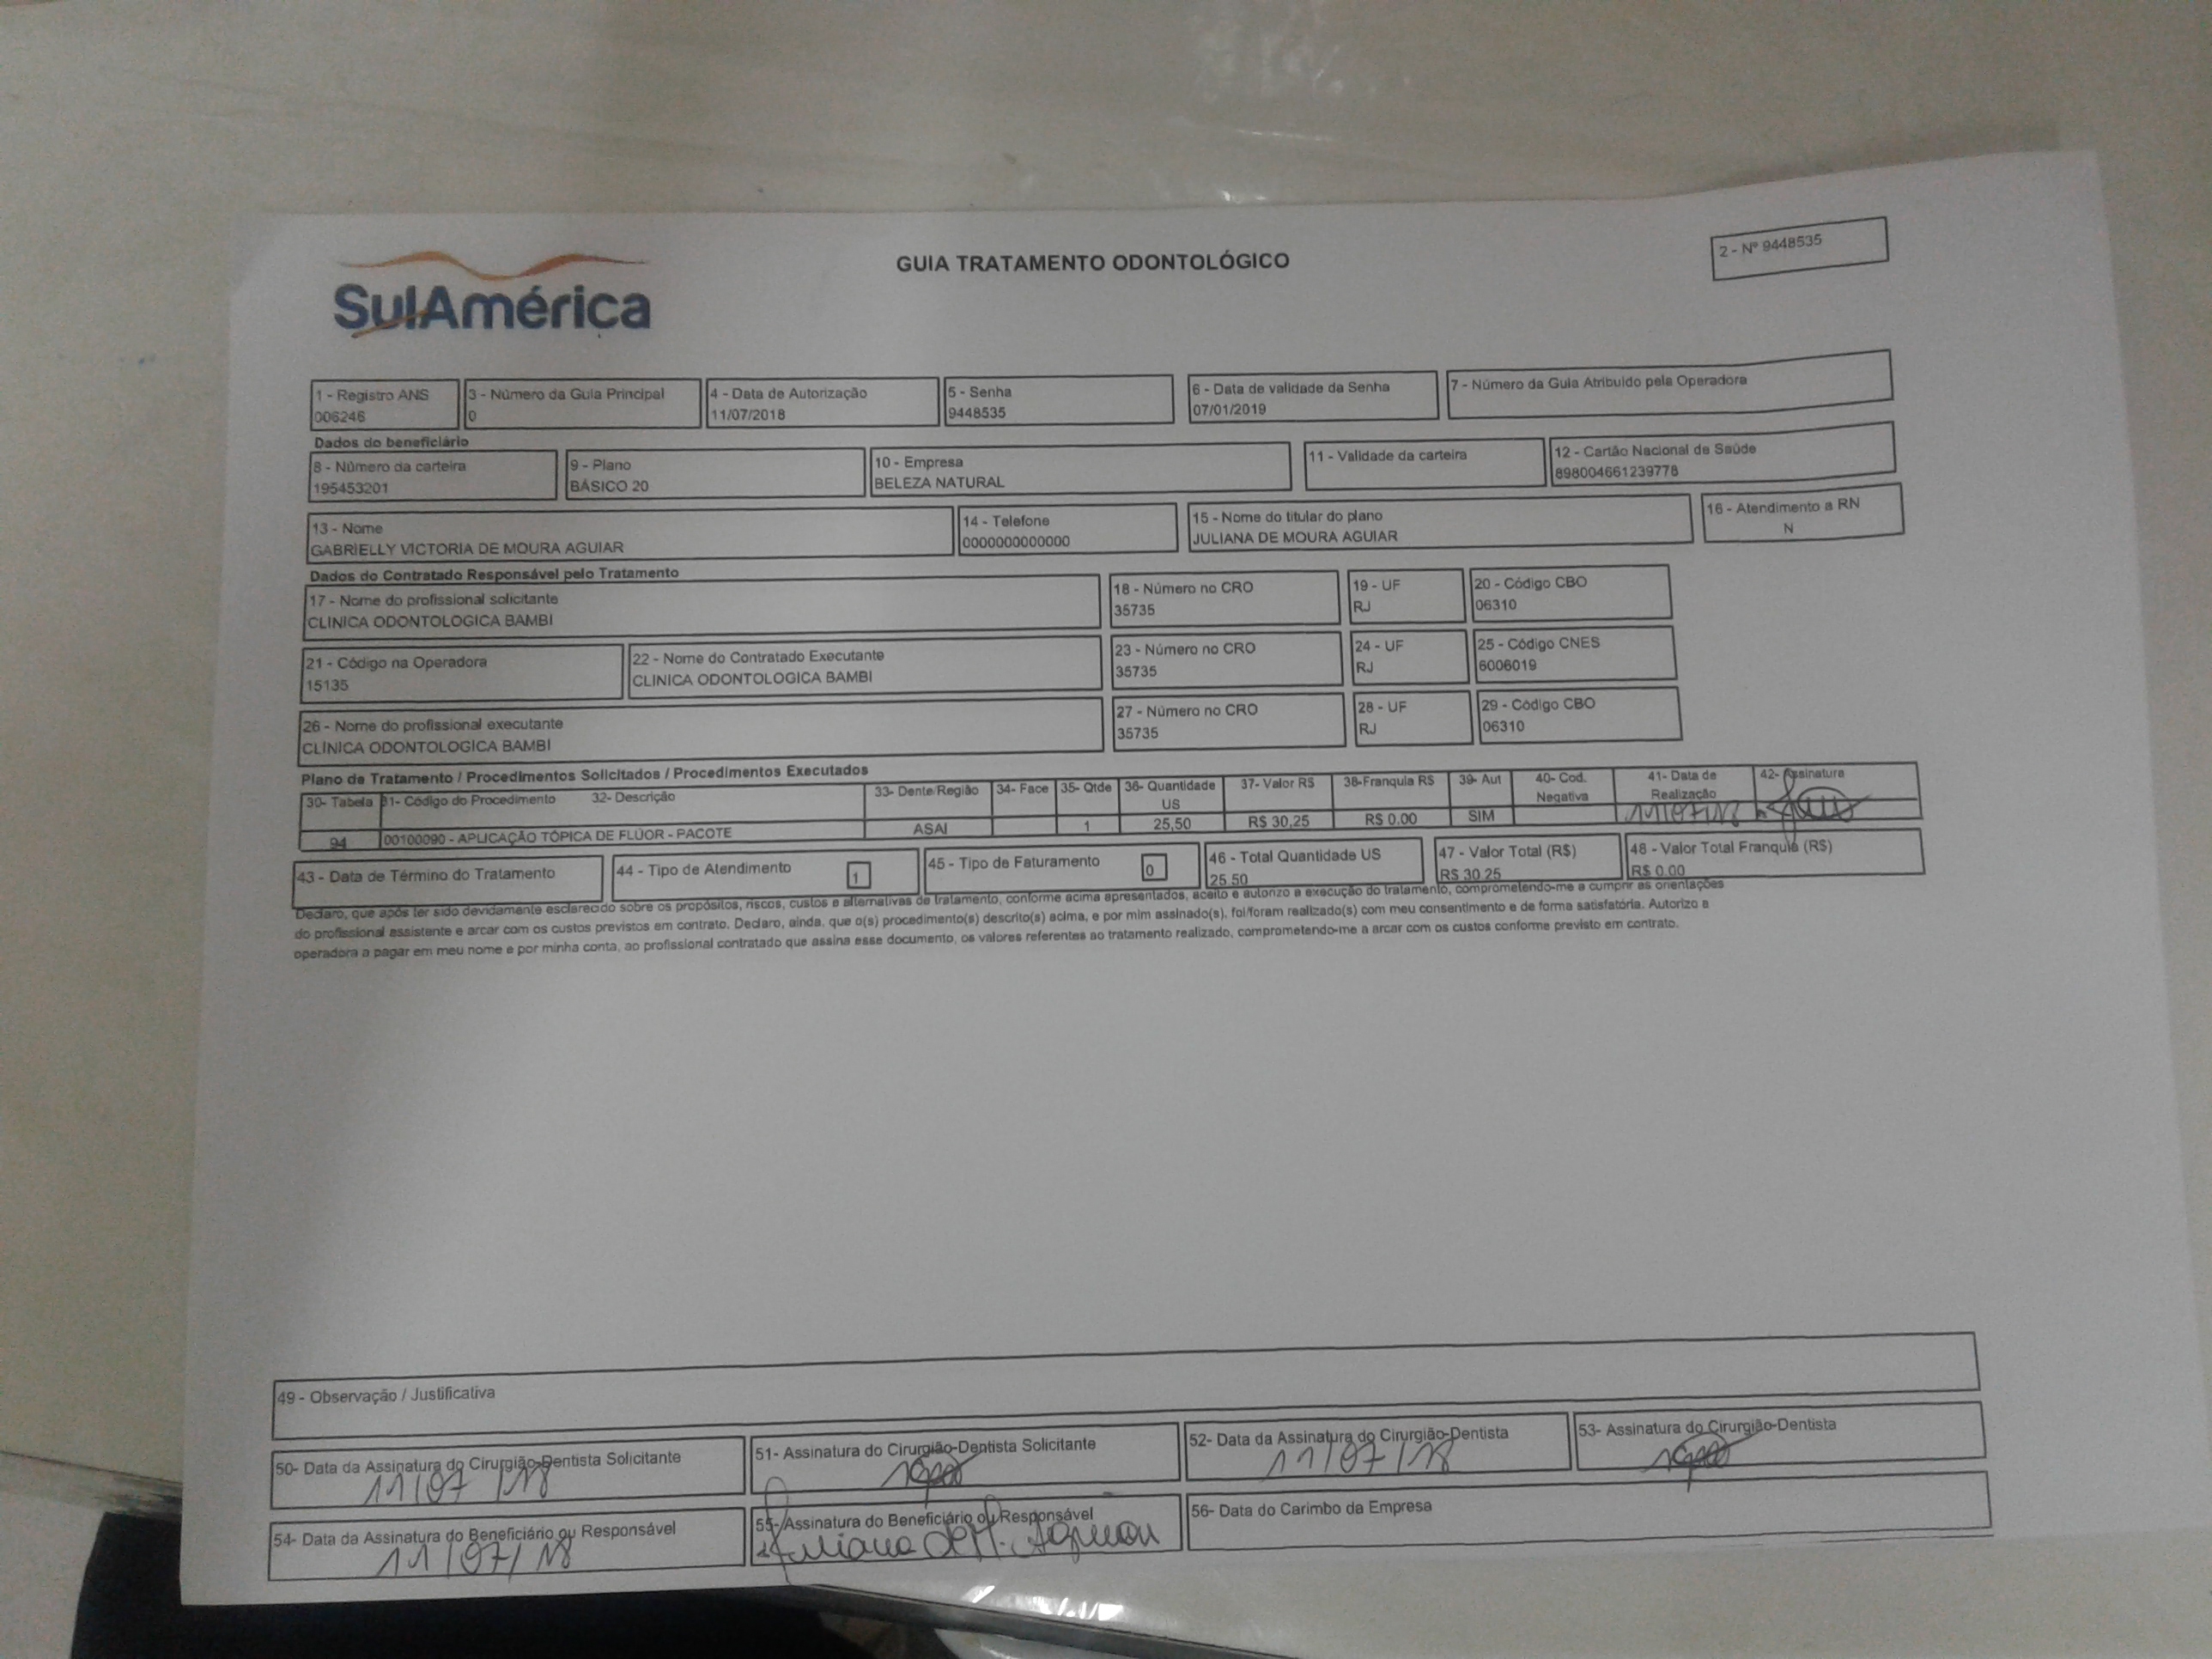 SulAmérica
GUIA TRATAMENTO ODONTOLÓGICO
2 - Nº 9448535
1 - Registro ANS
006246
3 - Número da Guia Principal
0
4 - Data de Autorização
11/07/2018
5 - Senha
9448535
6 - Data de validade da Senha
07/01/2019
7 - Número da Guia Atribuido pela Operadora
Dados do beneficiário
8 - Número da carteira
195453201
9 - Plano
BÁSICO 20
10 - Empresa
BELEZA NATURAL
11 - Validade da carteira
12 - Cartão Nacional de Saúde
898004661239778
13 - Nome
GABRIELLY VICTORIA DE MOURA AGUIAR
14 - Telefone
0000000000000
15 - Nome do titular do plano
JULIANA DE MOURA AGUIAR
16 - Atendimento a RN
N
Dados do Contratado Responsável pelo Tratamento
17 - Nome do profissional solicitante
CLINICA ODONTOLOGICA BAMBI
18 - Número no CRO
35735
19 - UF
RJ
20 - Código CBO
06310
21 - Código na Operadora
15135
22 - Nome do Contratado Executante
CLINICA ODONTOLOGICA BAMBI
23 - Número no CRO
35735
24 - UF
RJ
25 - Código CNES
6006019
26 - Nome do profissional executante
CLINICA ODONTOLOGICA BAMBI
27 - Número no CRO
35735
28 - UF
RJ
29 - Código CBO
06310
Plano de Tratamento / Procedimentos Solicitados / Procedimentos Executados
30- Tabela 31- Código do Procedimento 32- Descrição 33- Dente/Região 34- Face 35- Qtde 36- Quantidade US 37- Valor R$ 38-Franquia R$ 39- Aut 40- Cod. Negativa 41- Data de Realização 42- Assinatura
94 00100090 - APLICAÇÃO TÓPICA DE FLÚOR - PACOTE ASAI 1 25,50 R$ 30,25 R$ 0.00 SIM 11/07/18
43 - Data de Término do Tratamento
44 - Tipo de Atendimento 1
45 - Tipo de Faturamento 0
46 - Total Quantidade US
25.50
47 - Valor Total (R$)
R$ 30.25
48 - Valor Total Franquia (R$)
R$ 0.00
Declaro, que após ter sido devidamente esclarecido sobre os propósitos, riscos, custos e alternativas de tratamento, conforme acima apresentados, aceito e autorizo a execução do tratamento, comprometendo-me a cumprir as orientações
do profissional assistente e arcar com os custos previstos em contrato. Declaro, ainda, que o(s) procedimento(s) descrito(s) acima, e por mim assinado(s), foi/foram realizado(s) com meu consentimento e de forma satisfatória. Autorizo a
operadora a pagar em meu nome e por minha conta, ao profissional contratado que assina esse documento, os valores referentes ao tratamento realizado, comprometendo-me a arcar com os custos conforme previsto em contrato.
49 - Observação / Justificativa
50- Data da Assinatura do Cirurgião-Dentista Solicitante
11/07/18
51- Assinatura do Cirurgião-Dentista Solicitante
52- Data da Assinatura do Cirurgião-Dentista
11/07/18
53- Assinatura do Cirurgião-Dentista
54- Data da Assinatura do Beneficiário ou Responsável
11/07/18
55- Assinatura do Beneficiário ou Responsável
Juliana de M. Aguiar
56- Data do Carimbo da Empresa